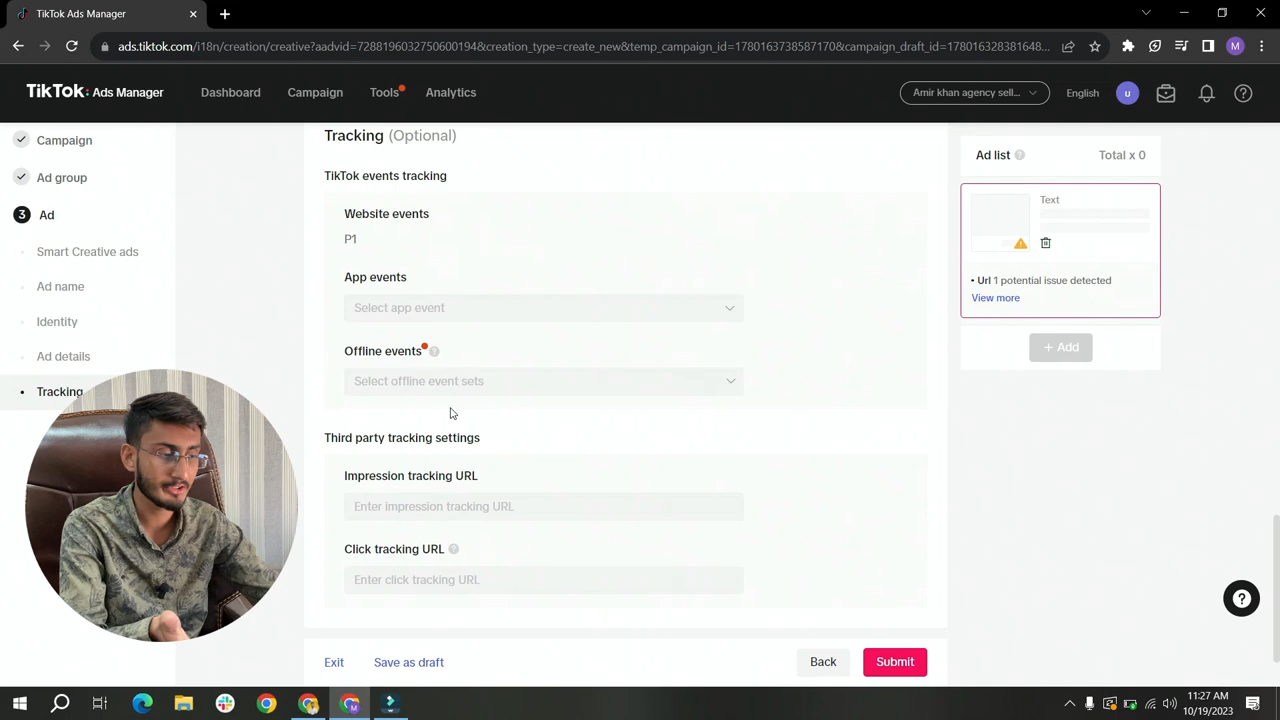 TikTok Ads Manager
ads.tiktok.com/i18n/creation/creative?aadvid=7288196032750600194&creation_type=create_new&temp_campaign_id=1780163738587170&campaign_draft_id=178016328381648...
M
TikTok: Ads Manager
Dashboard
Campaign
Tools
Analytics
Amir khan agency sell...
English
u
Campaign
Ad group
3 Ad
Smart Creative ads
Ad name
Identity
Ad details
Tracking
Tracking (Optional)
TikTok events tracking
Website events
P1
App events
Select app event
Offline events
Select offline event sets
Third party tracking settings
Impression tracking URL
Enter impression tracking URL
Click tracking URL
Enter click tracking URL
Exit
Save as draft
Back
Submit
Ad list
Total x 0
Text
• Url 1 potential issue detected
View more
+ Add
11:27 AM
10/19/2023